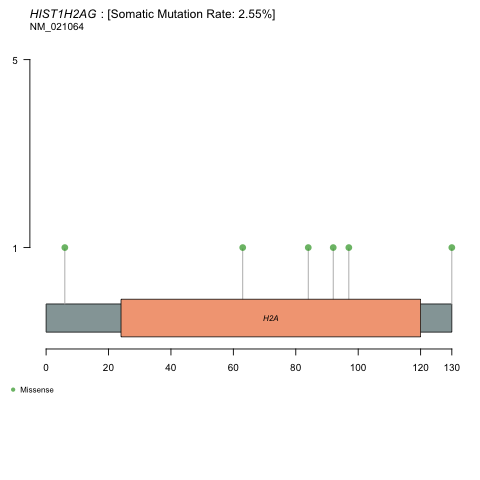 HIST1H2AG : [Somatic Mutation Rate: 2.55%]
NM_021064
5
1
H2A
0 20 40 60 80 100 120 130
Missense